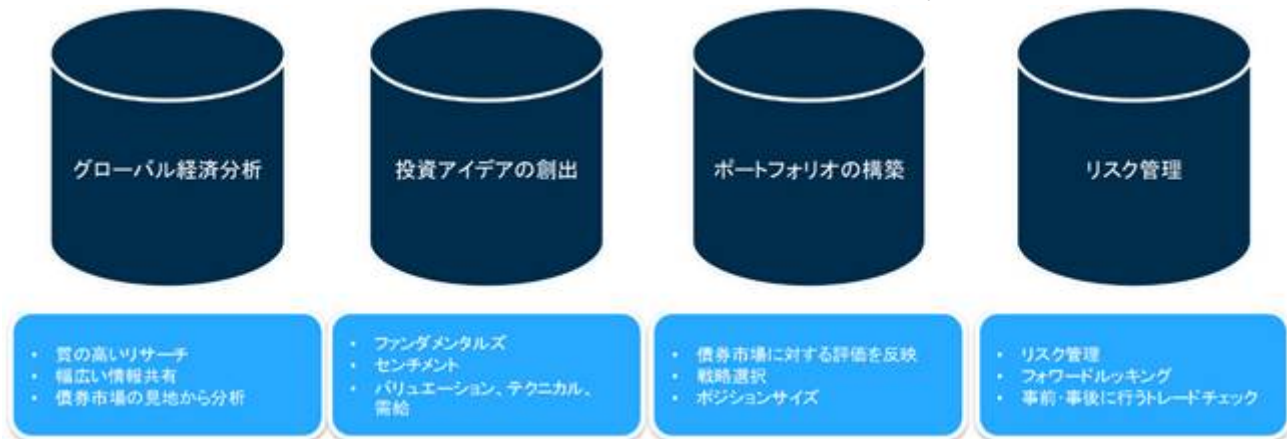 グローバル経済分析
投資アイデアの創出
ポートフォリオの構築
リスク管理
• 質の高いリサーチ
• 幅広い情報共有
• 債券市場の見地から分析
• ファンダメンタルズ
• センチメント
• バリュエーション、テクニカル、
需給
• 債券市場に対する評価を反映
• 戦略選択
• ポジションサイズ
• リスク管理
• フォワードルッキング
• 事前・事後に行うトレードチェック